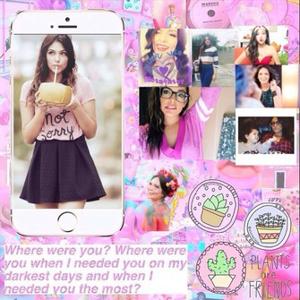 not
Sorry
Where were you? Where were
you when I needed you on my
darkest days and when I
needed you the most?
PLANTS
are
FRIENDS